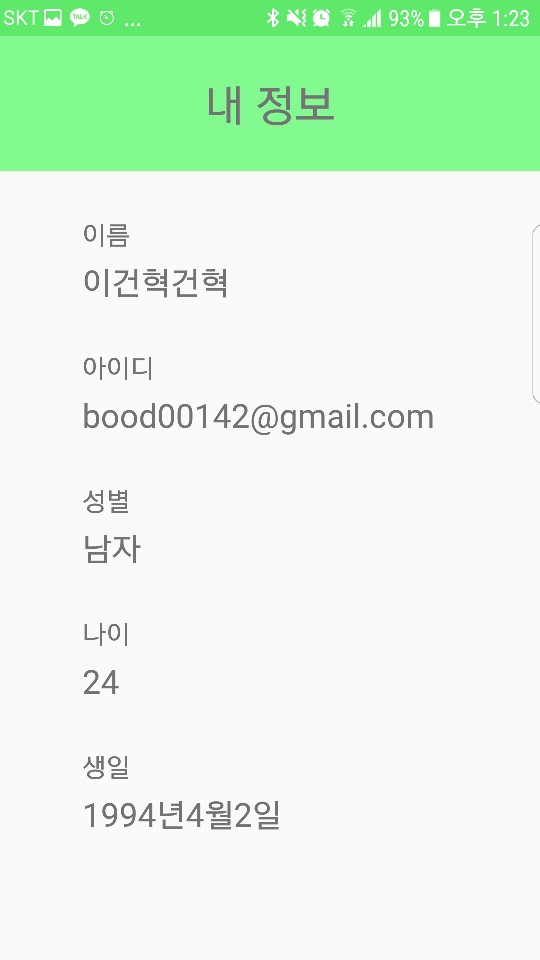 SKT TALK ... 93% 오후 1:23
내 정보
이름
이건혁건혁
아이디
bood00142@gmail.com
성별
남자
나이
24
생일
1994년4월2일